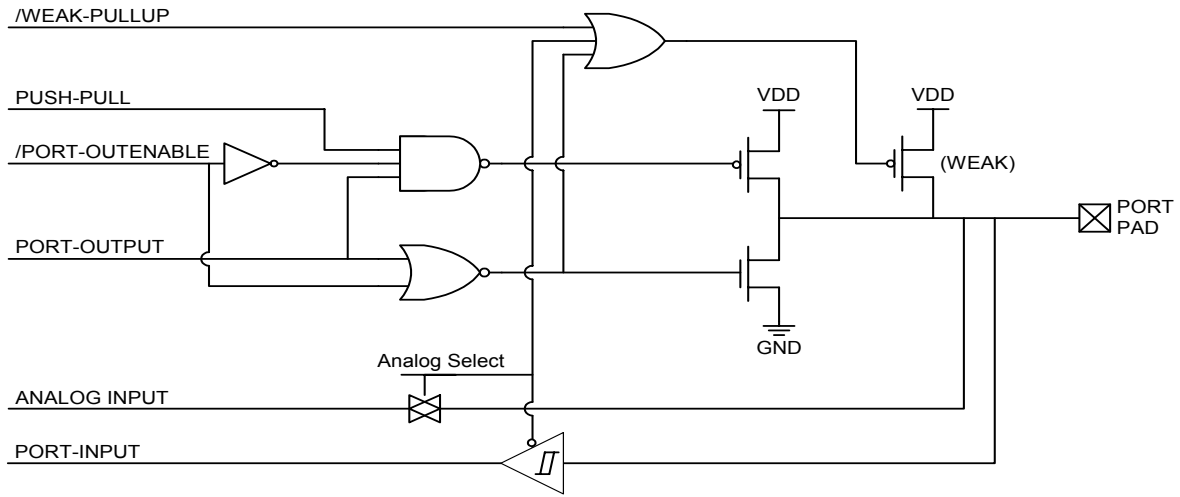 /WEAK-PULLUP
PUSH-PULL
/PORT-OUTENABLE
PORT-OUTPUT
VDD
VDD
(WEAK)
PORT
PAD
GND
Analog Select
ANALOG INPUT
PORT-INPUT